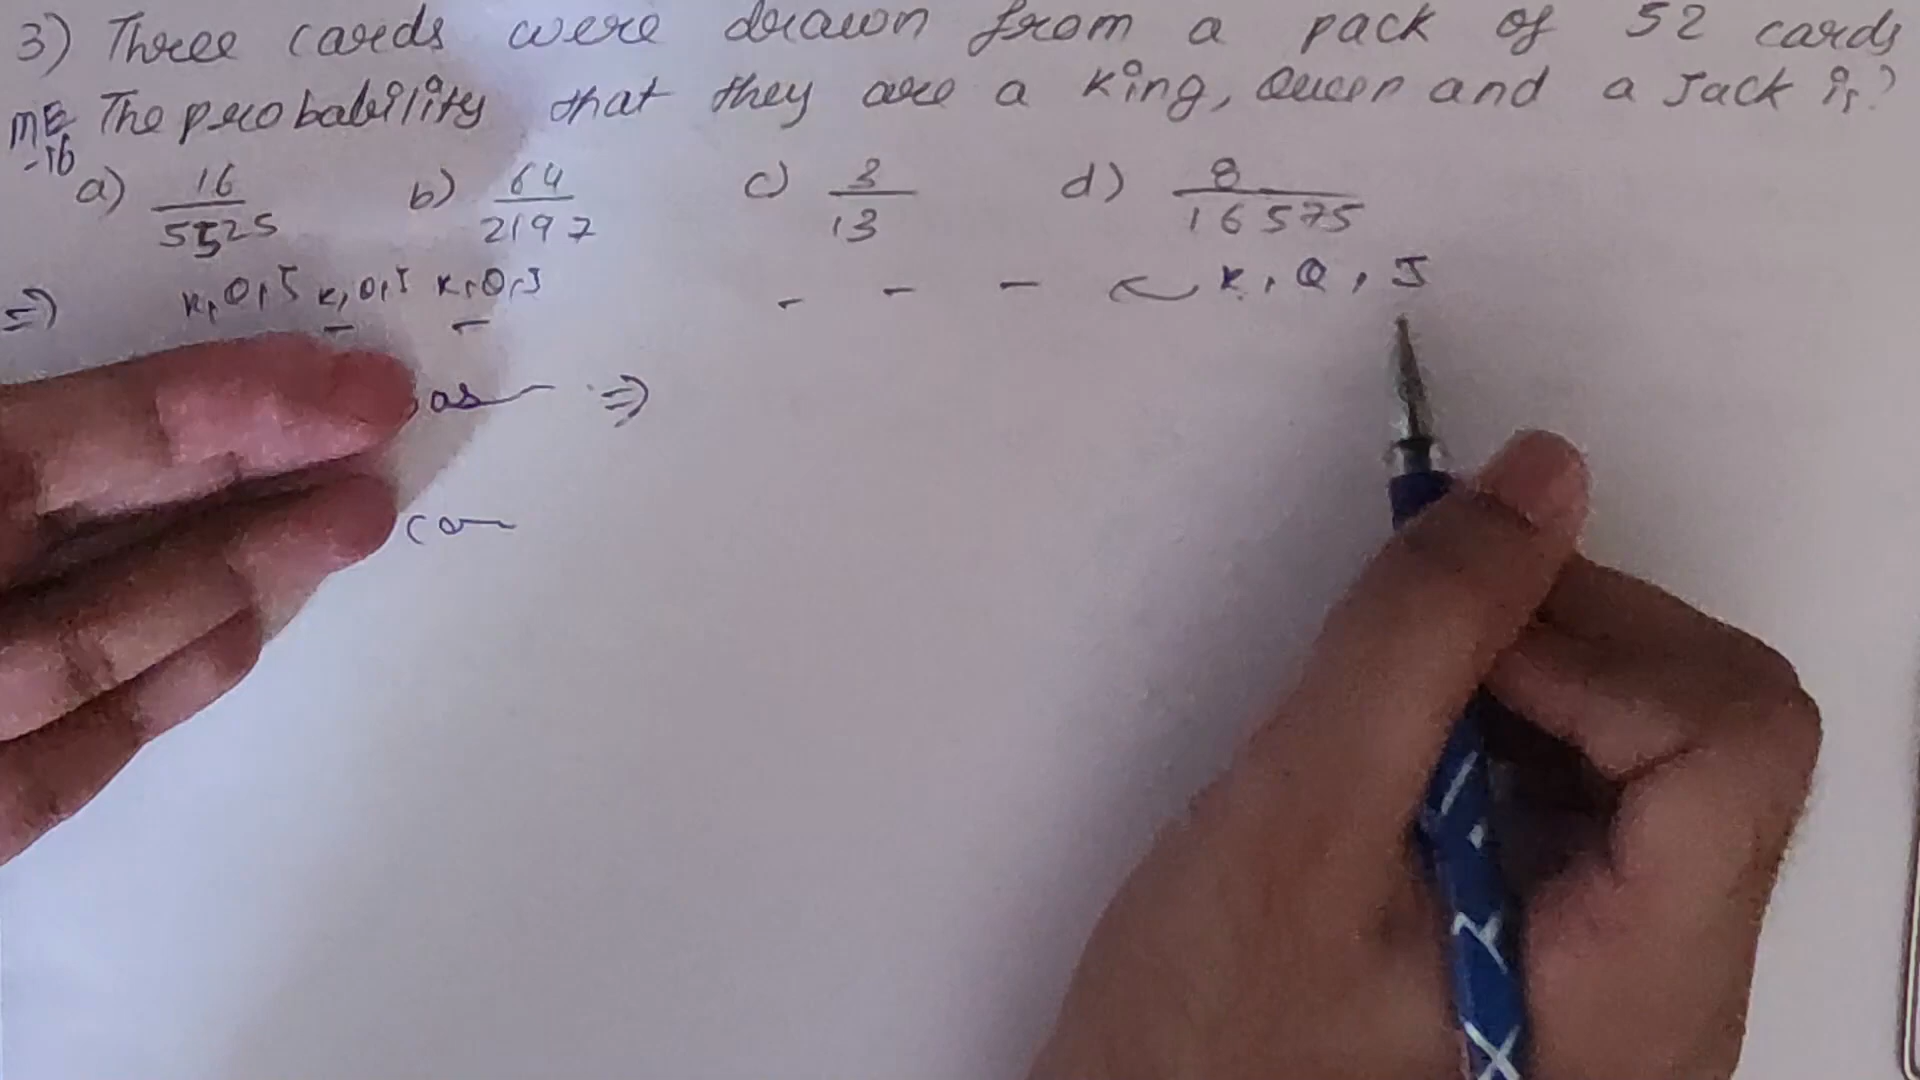 3) Three cards were drawn from a pack of 52 cards
ME -16 The probability that they are a king, Queen and a Jack is?
a) 16/5525 b) 64/2197 c) 3/13 d) 8/16575
=> K, Q, J K, Q, J K, Q, J _ _ _ ← K, Q, J
as =>